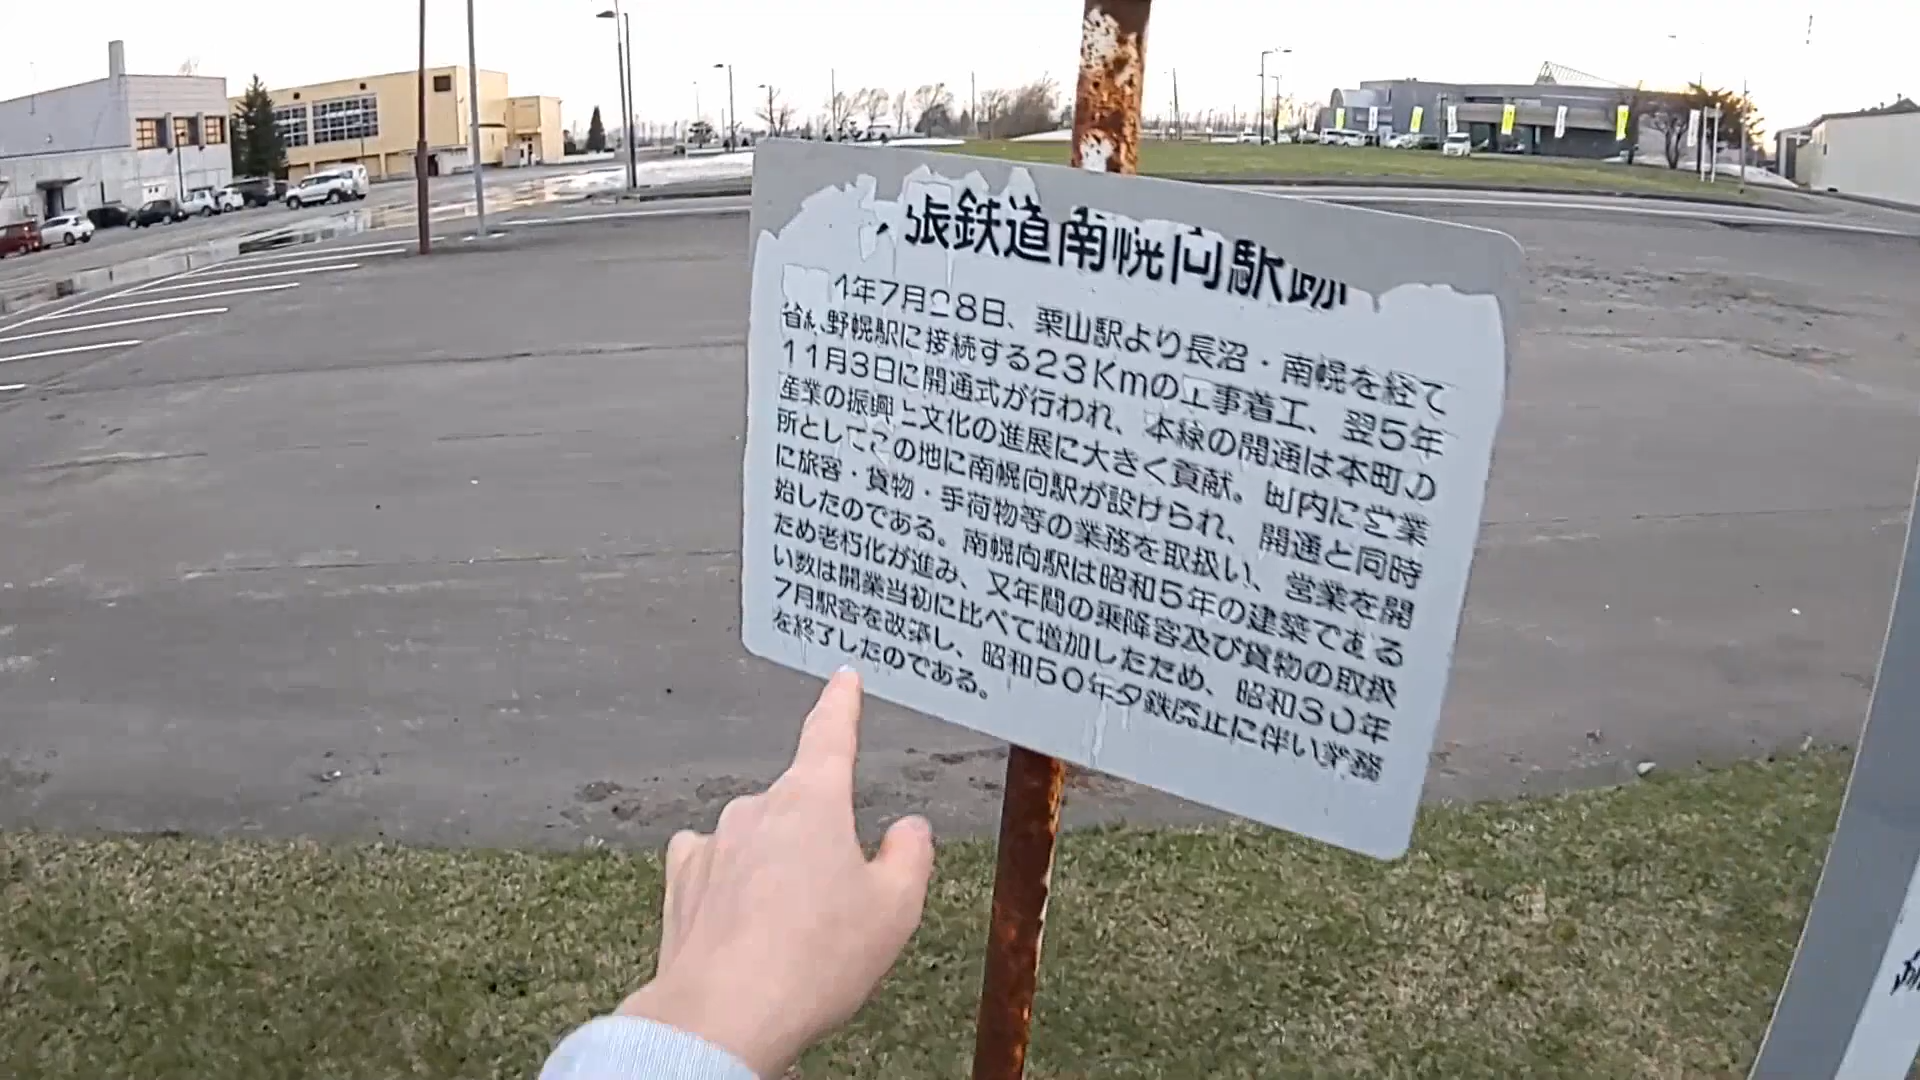 張鉄道南幌向駅跡
4年7月28日、栗山駅より長沼・南幌を経て
省線野幌駅に接続する23Kmの工事着工、翌5年
11月3日に開通式が行われ、本線の開通は本町の
産業の振興と文化の進展に大きく貢献。町内に営業
所としてこの地に南幌向駅が設けられ、開通と同時
に旅客・貨物・手荷物等の業務を取扱い、営業を開
始したのである。南幌向駅は昭和5年の建築である
ため老朽化が進み、又年間の乗降客及び貨物の取扱
い数は開業当初に比べて増加したため、昭和30年
7月駅舎を改築し、昭和50年夕鉄廃止に伴い業務
を終了したのである。